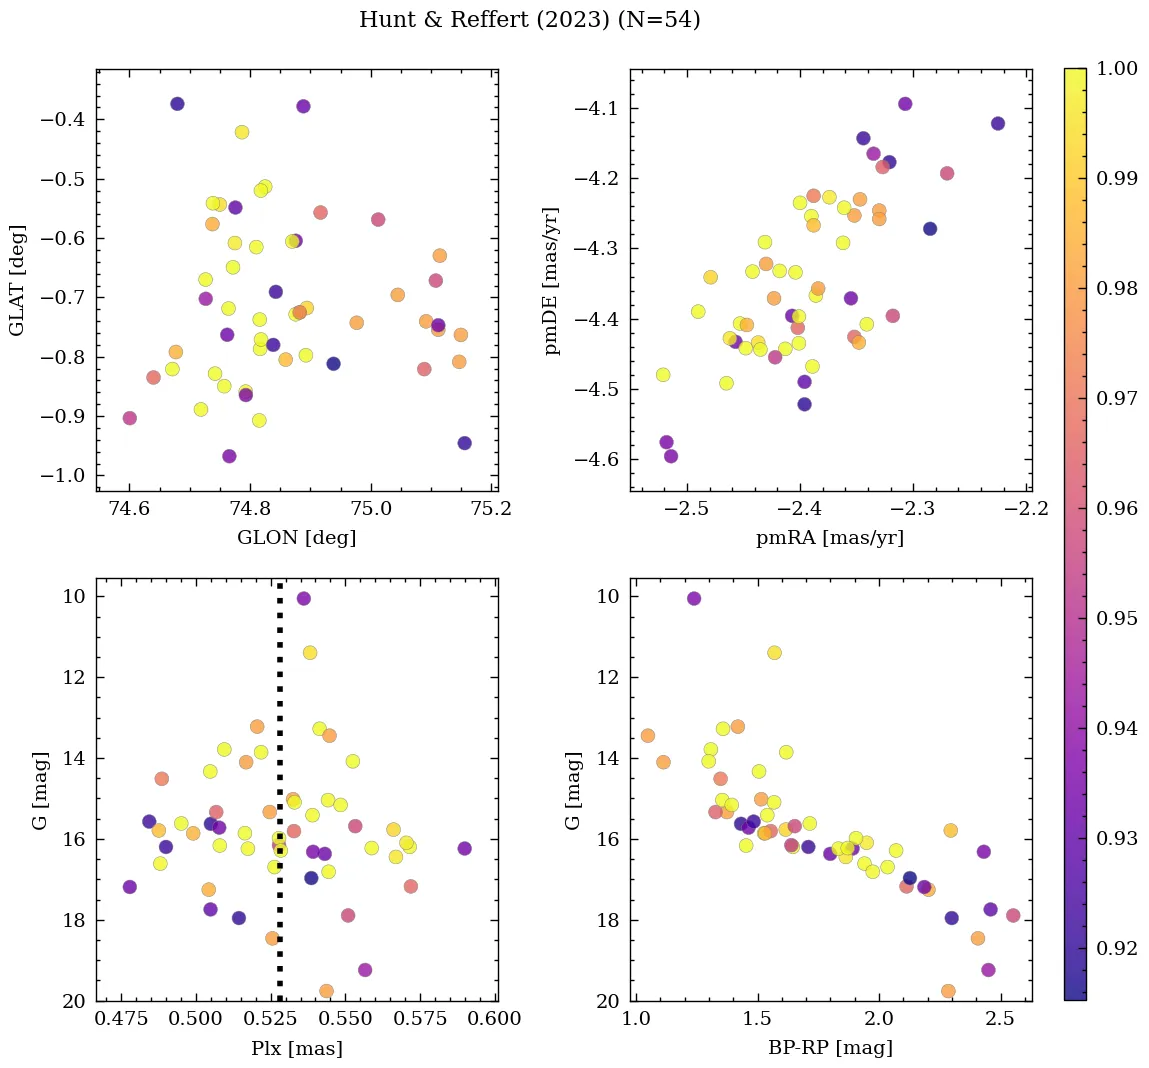 Hunt & Reffert (2023) (N=54)
GLAT [deg]
−0.4
−0.5
−0.6
−0.7
−0.8
−0.9
−1.0
74.6 74.8 75.0 75.2
GLON [deg]
pmDE [mas/yr]
−4.1
−4.2
−4.3
−4.4
−4.5
−4.6
−2.5 −2.4 −2.3 −2.2
pmRA [mas/yr]
1.00
0.99
0.98
0.97
0.96
0.95
0.94
0.93
0.92
G [mag]
10
12
14
16
18
20
0.475 0.500 0.525 0.550 0.575 0.600
Plx [mas]
G [mag]
10
12
14
16
18
20
1.0 1.5 2.0 2.5
BP-RP [mag]